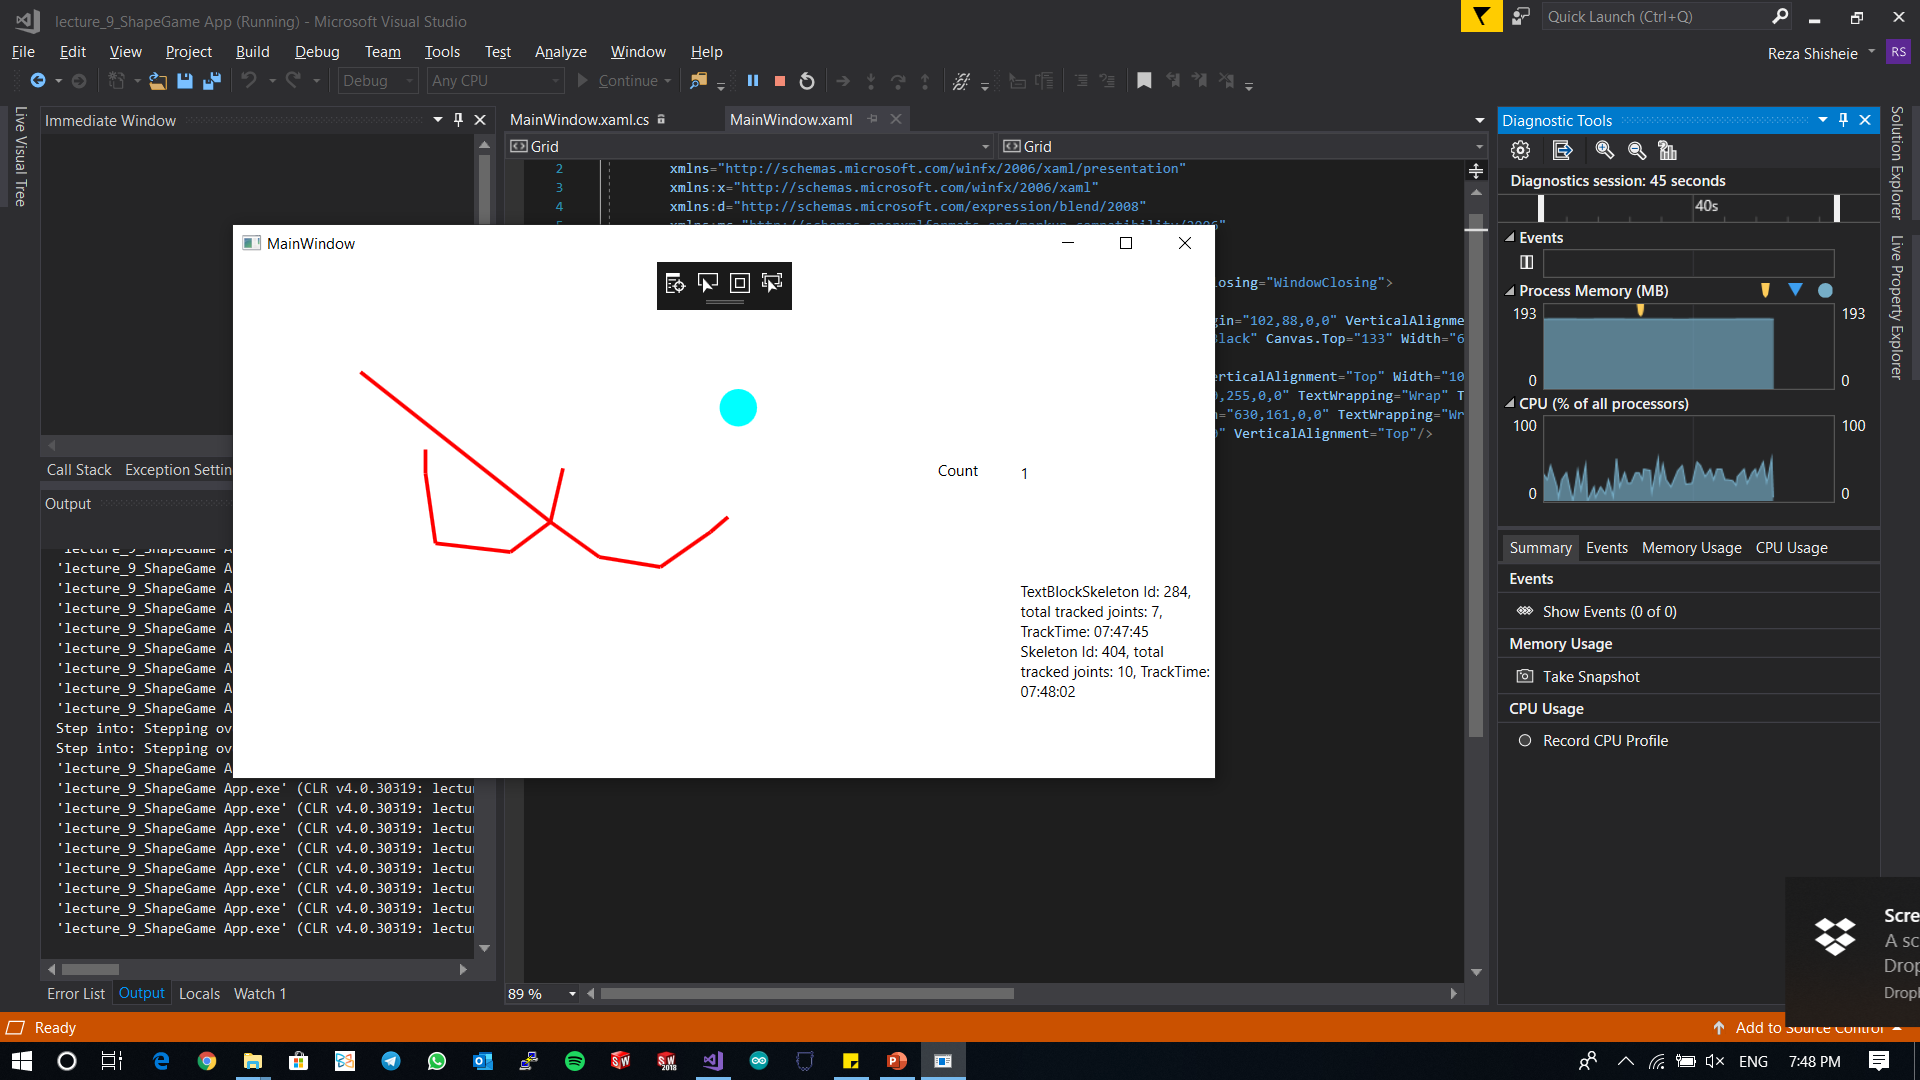 lecture_9_ShapeGame App (Running) - Microsoft Visual Studio
Quick Launch (Ctrl+Q)
File Edit View Project Build Debug Team Tools Test Analyze Window Help
Reza Shisheie RS
Debug Any CPU Continue
Live Visual Tree
Immediate Window
Call Stack Exception Settin
Output
'lecture_9_ShapeGame A
'lecture_9_ShapeGame A
'lecture_9_ShapeGame A
'lecture_9_ShapeGame A
'lecture_9_ShapeGame A
'lecture_9_ShapeGame A
'lecture_9_ShapeGame A
'lecture_9_ShapeGame A
'lecture_9_ShapeGame A
Step into: Stepping ov
Step into: Stepping ov
'lecture_9_ShapeGame A
'lecture_9_ShapeGame App.exe' (CLR v4.0.30319: lectu
'lecture_9_ShapeGame App.exe' (CLR v4.0.30319: lectu
'lecture_9_ShapeGame App.exe' (CLR v4.0.30319: lectu
'lecture_9_ShapeGame App.exe' (CLR v4.0.30319: lectu
'lecture_9_ShapeGame App.exe' (CLR v4.0.30319: lectu
'lecture_9_ShapeGame App.exe' (CLR v4.0.30319: lectu
'lecture_9_ShapeGame App.exe' (CLR v4.0.30319: lectu
'lecture_9_ShapeGame App.exe' (CLR v4.0.30319: lectu
Error List Output Locals Watch 1
MainWindow.xaml.cs MainWindow.xaml
Grid Grid
2 xmlns="http://schemas.microsoft.com/winfx/2006/xaml/presentation"
3 xmlns:x="http://schemas.microsoft.com/winfx/2006/xaml"
4 xmlns:d="http://schemas.microsoft.com/expression/blend/2008"
losing="WindowClosing">
gin="102,88,0,0" VerticalAlignme
lack" Canvas.Top="133" Width="6
erticalAlignment="Top" Width="10
0,255,0,0" TextWrapping="Wrap" T
="630,161,0,0" TextWrapping="Wr
0" VerticalAlignment="Top"/>
89 %
MainWindow
Count 1
TextBlockSkeleton Id: 284,
total tracked joints: 7,
TrackTime: 07:47:45
Skeleton Id: 404, total
tracked joints: 10, TrackTime:
07:48:02
Diagnostic Tools
Diagnostics session: 45 seconds
40s
Events
Process Memory (MB)
193 193
0 0
CPU (% of all processors)
100 100
0 0
Summary Events Memory Usage CPU Usage
Events
Show Events (0 of 0)
Memory Usage
Take Snapshot
CPU Usage
Record CPU Profile
Solution Explorer
Live Property Explorer
Scre
A sc
Drop
Dropl
Ready
Add to Source Control
ENG 7:48 PM